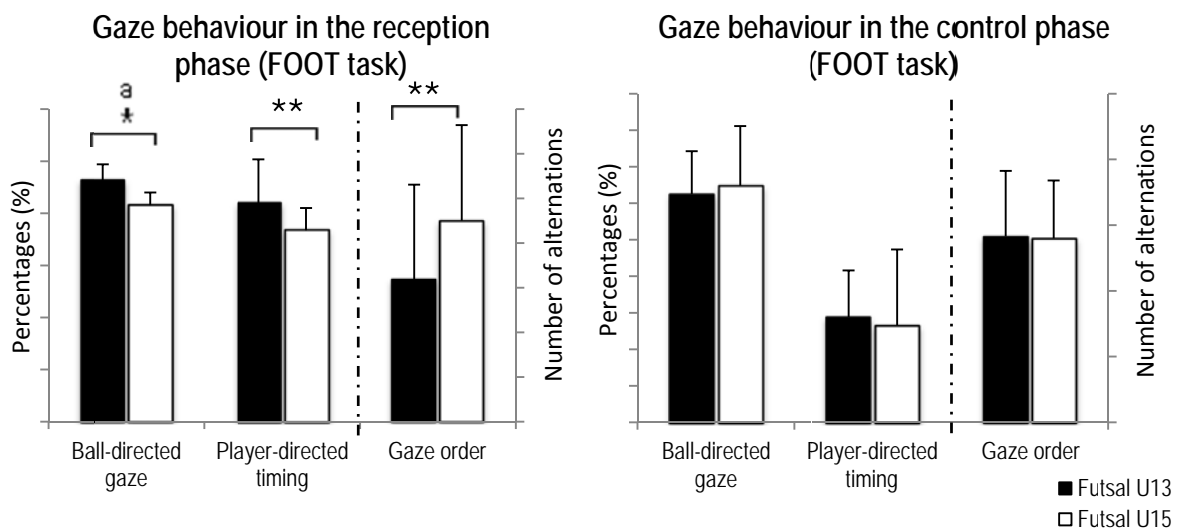 Gaze behaviour in the reception
phase (FOOT task)
a
*
**
**
Percentages (%)
Number of alternations
Ball-directed
gaze
Player-directed
timing
Gaze order
Gaze behaviour in the control phase
(FOOT task)
Percentages (%)
Number of alternations
Ball-directed
gaze
Player-directed
timing
Gaze order
Futsal U13
Futsal U15